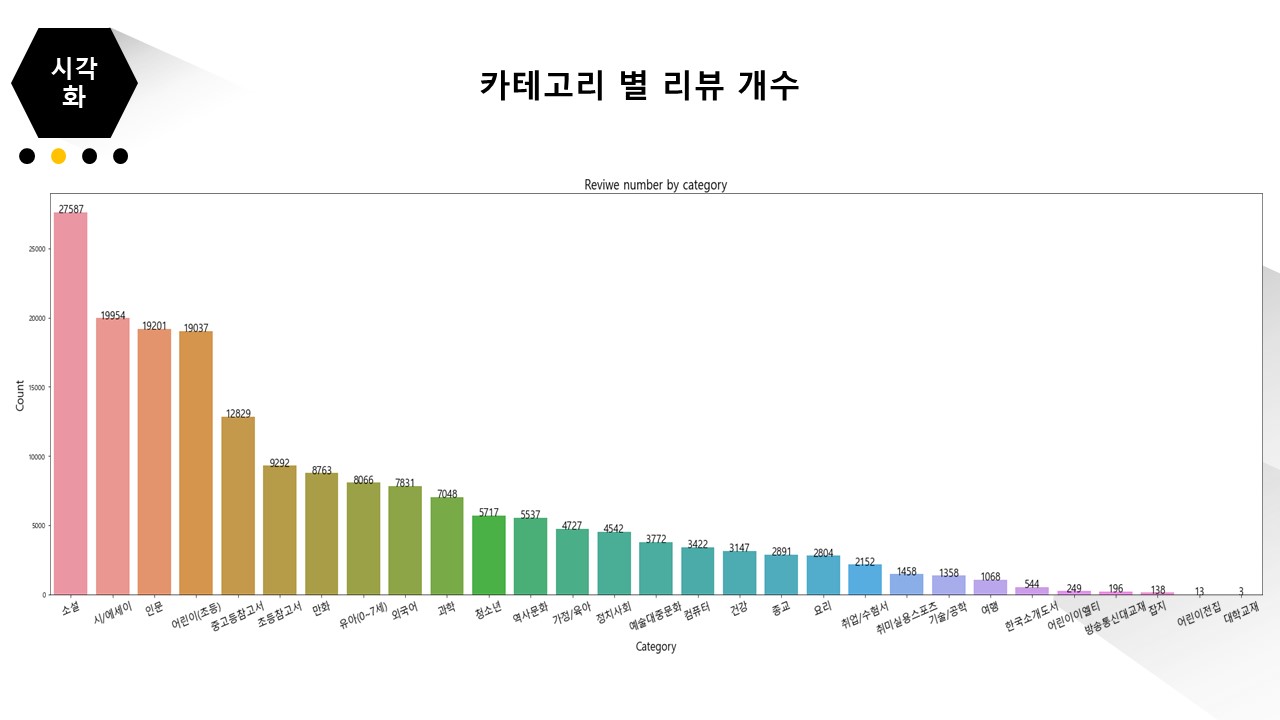 시각
화
카테고리 별 리뷰 개수
Reviwe number by category
27587
19954
19201
19037
12829
9292
8763
8066
7831
7048
5717
5537
4727
4542
3772
3422
3147
2891
2804
2152
1458
1358
1068
544
249
196
138
13
3
25000
20000
15000
10000
5000
0
Count
소설
시/에세이
인문
어린이(초등)
중고등참고서
초등참고서
만화
유아(0~7세)
외국어
과학
청소년
역사문화
가정/육아
정치사회
예술대중문화
컴퓨터
건강
종교
요리
취업/수험서
취미실용스포츠
기술/공학
여행
한국소개도서
어린이영티
방송통신대교재
잡지
어린이전집
대학교재
Category